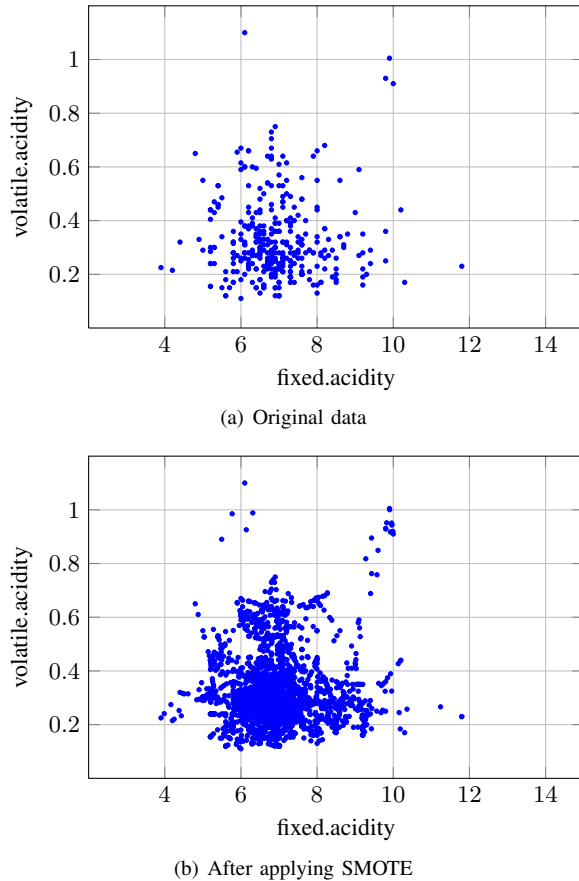 1
0.8
0.6
0.4
0.2
volatile.acidity
4 6 8 10 12 14
fixed.acidity
(a) Original data
1
0.8
0.6
0.4
0.2
volatile.acidity
4 6 8 10 12 14
fixed.acidity
(b) After applying SMOTE